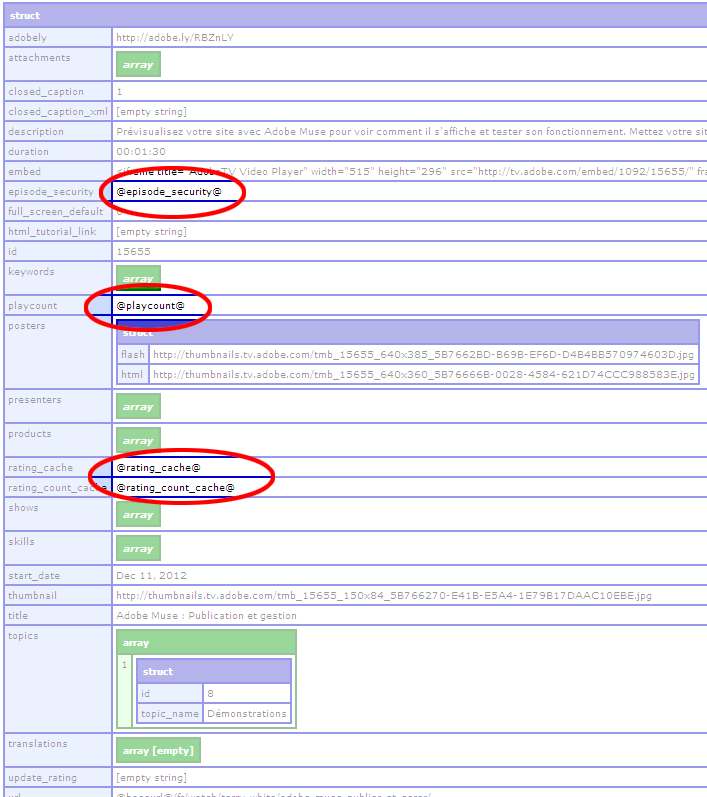 struct
adobely http://adobe.ly/RBZnLY
attachments array
closed_caption 1
closed_caption_xml [empty string]
description Prévisualisez votre site avec Adobe Muse pour voir comment il s'affiche et tester son fonctionnement. Mettez votre sit
duration 00:01:30
embed <iframe title="AdobeTV Video Player" width="515" height="296" src="http://tv.adobe.com/embed/1092/15655/" fra
episode_security @episode_security@
full_screen_default 0
html_tutorial_link [empty string]
id 15655
keywords array
playcount @playcount@
posters struct
flash http://thumbnails.tv.adobe.com/tmb_15655_640x385_5B7662BD-B69B-EF6D-D4B4BB570974603D.jpg
html http://thumbnails.tv.adobe.com/tmb_15655_640x360_5B76666B-0028-4584-621D74CCC988583E.jpg
presenters array
products array
rating_cache @rating_cache@
rating_count_cache @rating_count_cache@
shows array
skills array
start_date Dec 11, 2012
thumbnail http://thumbnails.tv.adobe.com/tmb_15655_150x84_5B766270-E41B-E5A4-1E79B17DAAC10EBE.jpg
title Adobe Muse : Publication et gestion
topics array
1 struct
id 8
topic_name Démonstrations
translations array [empty]
update_rating [empty string]